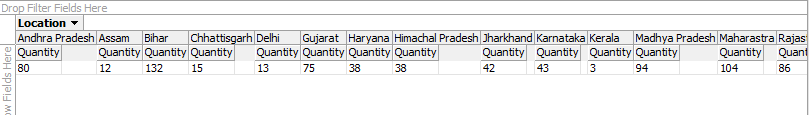 Drop Filter Fields Here
Location
Andhra Pradesh Assam Bihar Chhattisgarh Delhi Gujarat Haryana Himachal Pradesh Jharkhand Karnataka Kerala Madhya Pradesh Maharastra Rajast
Quantity Quantity Quantity Quantity Quantity Quantity Quantity Quantity Quantity Quantity Quantity Quantity Quantity Quantity
80 12 132 15 13 75 38 38 42 43 3 94 104 86
ow Fields Here